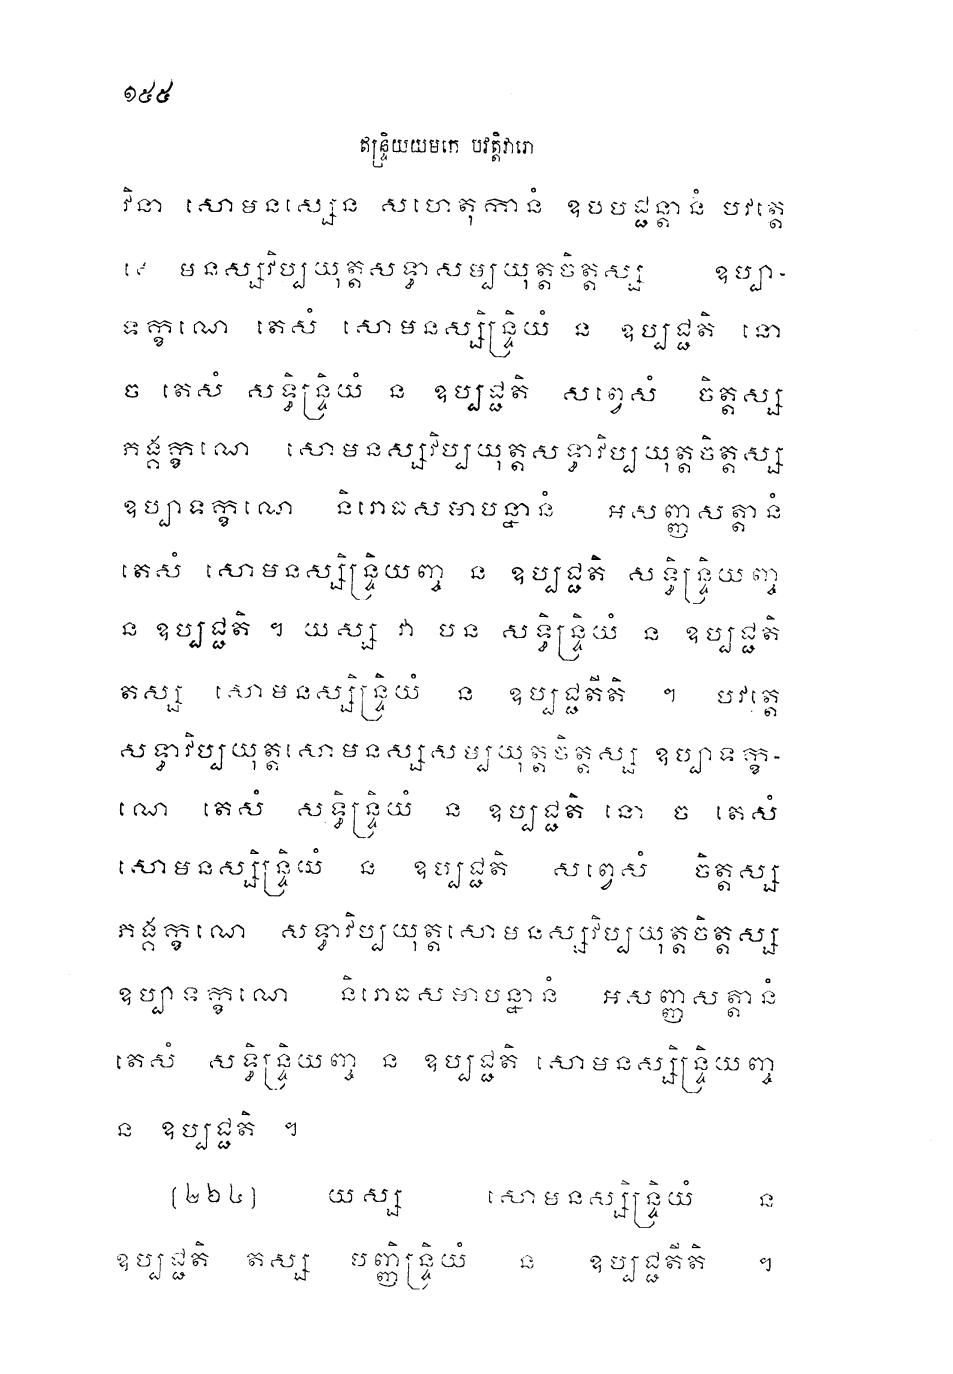 ១៥៥
ឥន្ទ្រិយយមកេ បវត្តិវារោ
វិនា សោមនស្សេន សហេតុកានំ ឧបបជ្ជន្តានំ បវត្តេ
សោមនស្សវិប្បយុត្តសទ្ធាសម្បយុត្តចិត្តស្ស ឧប្បា-
ទក្ខណេ តេសំ សោមនស្សិន្ទ្រិយំ ន ឧប្បជ្ជតិ នោ
ច តេសំ សទ្ធិន្ទ្រិយំ ន ឧប្បជ្ជតិ សព្វេសំ ចិត្តស្ស
ភង្គក្ខណេ សោមនស្សវិប្បយុត្តសទ្ធាវិប្បយុត្តចិត្តស្ស
ឧប្បាទក្ខណេ និរោធសមាបន្នានំ អសញ្ញសត្តានំ
តេសំ សោមនស្សិន្ទ្រិយញ្ច ន ឧប្បជ្ជតិ សទ្ធិន្ទ្រិយញ្ច
ន ឧប្បជ្ជតិ ។ យស្ស វា បន សទ្ធិន្ទ្រិយំ ន ឧប្បជ្ជតិ
តស្ស សោមនស្សិន្ទ្រិយំ ន ឧប្បជ្ជតីតិ ។ បវត្តេ
សទ្ធាវិប្បយុត្តសោមនស្សសម្បយុត្តចិត្តស្ស ឧប្បាទក្ខ-
ណេ តេសំ សទ្ធិន្ទ្រិយំ ន ឧប្បជ្ជតិ នោ ច តេសំ
សោមនស្សិន្ទ្រិយំ ន ឧប្បជ្ជតិ សព្វេសំ ចិត្តស្ស
ភង្គក្ខណេ សទ្ធាវិប្បយុត្តសោមនស្សវិប្បយុត្តចិត្តស្ស
ឧប្បាទក្ខណេ និរោធសមាបន្នានំ អសញ្ញសត្តានំ
តេសំ សទ្ធិន្ទ្រិយញ្ច ន ឧប្បជ្ជតិ សោមនស្សិន្ទ្រិយញ្ច
ន ឧប្បជ្ជតិ ។
(២៦៤) យស្ស សោមនស្សិន្ទ្រិយំ ន
ឧប្បជ្ជតិ តស្ស បញ្ញិន្ទ្រិយំ ន ឧប្បជ្ជតីតិ ។